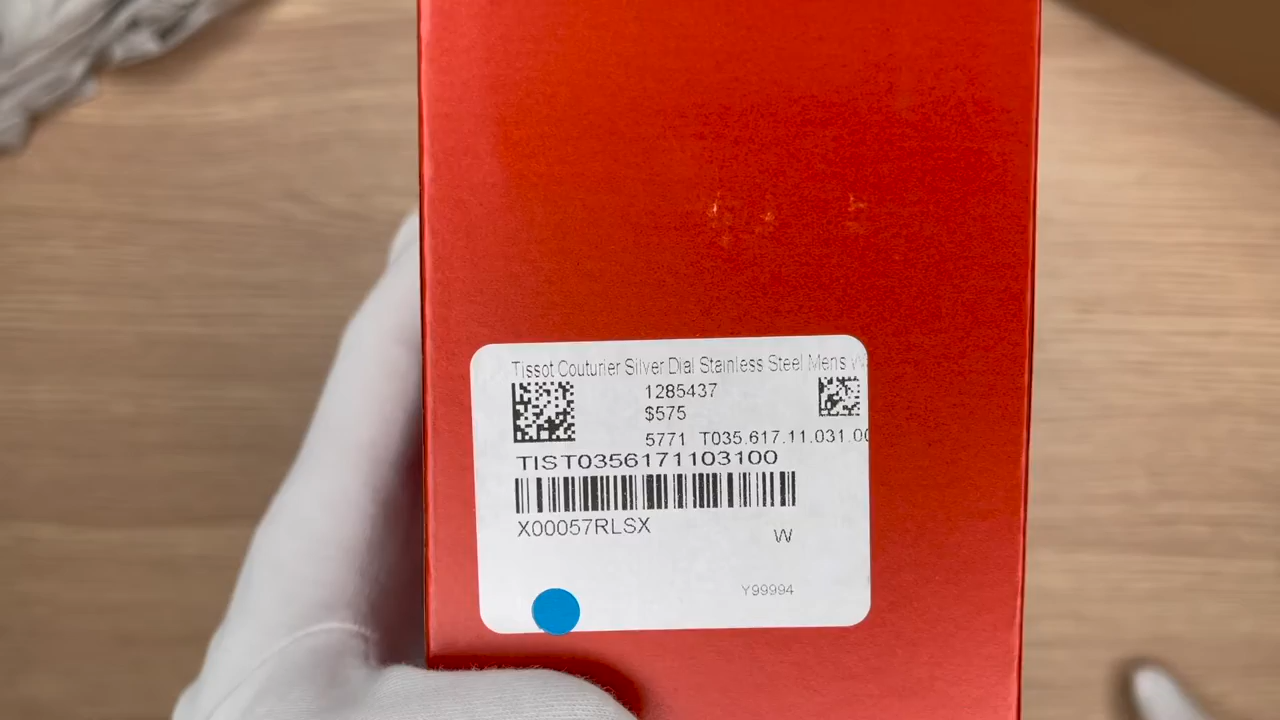 Tissot Couturier Silver Dial Stainless Steel Mens
1285437
$575
5771 T035.617.11.031.00
TIST0356171103100
X00057RLSX
W
Y99994